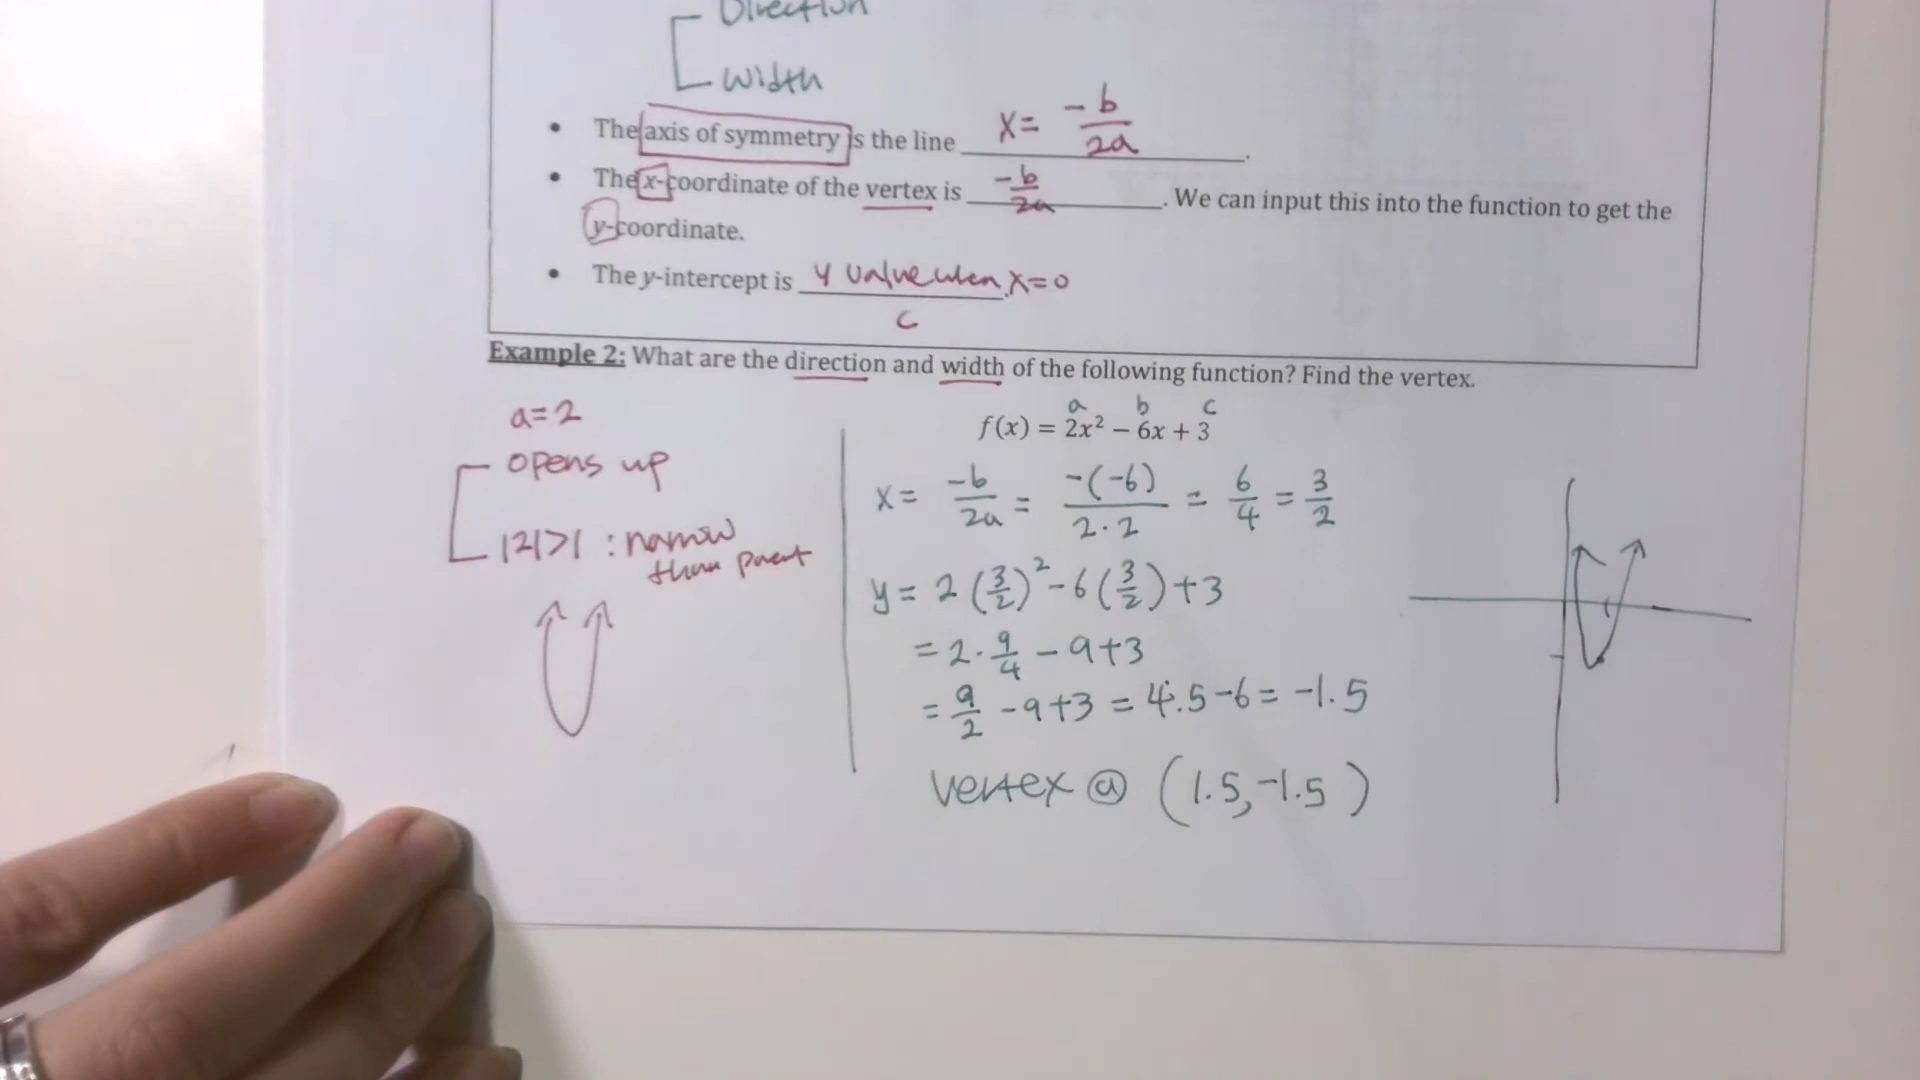 Direction
Width
• The axis of symmetry is the line x = -b/2a.
• The x-coordinate of the vertex is -b/2a. We can input this into the function to get the
y-coordinate.
• The y-intercept is y value when x=0
c
Example 2: What are the direction and width of the following function? Find the vertex.
a=2
opens up
|2|>1 : narrow
than parent
a b c
f(x) = 2x² − 6x + 3
x = -b/2a = -(-6)/2·2 = 6/4 = 3/2
y = 2(3/2)² - 6(3/2) + 3
= 2·9/4 - 9+3
= 9/2 - 9+3 = 4.5-6 = -1.5
vertex @ (1.5, -1.5)